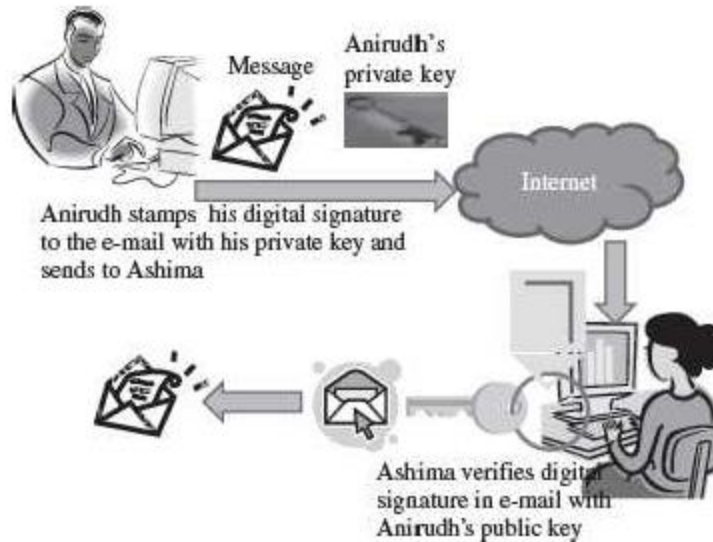 Message
Anirudh's
private key
Internet
Anirudh stamps his digital signature
to the e-mail with his private key and
sends to Ashima
Ashima verifies digital
signature in e-mail with
Anirudh's public key